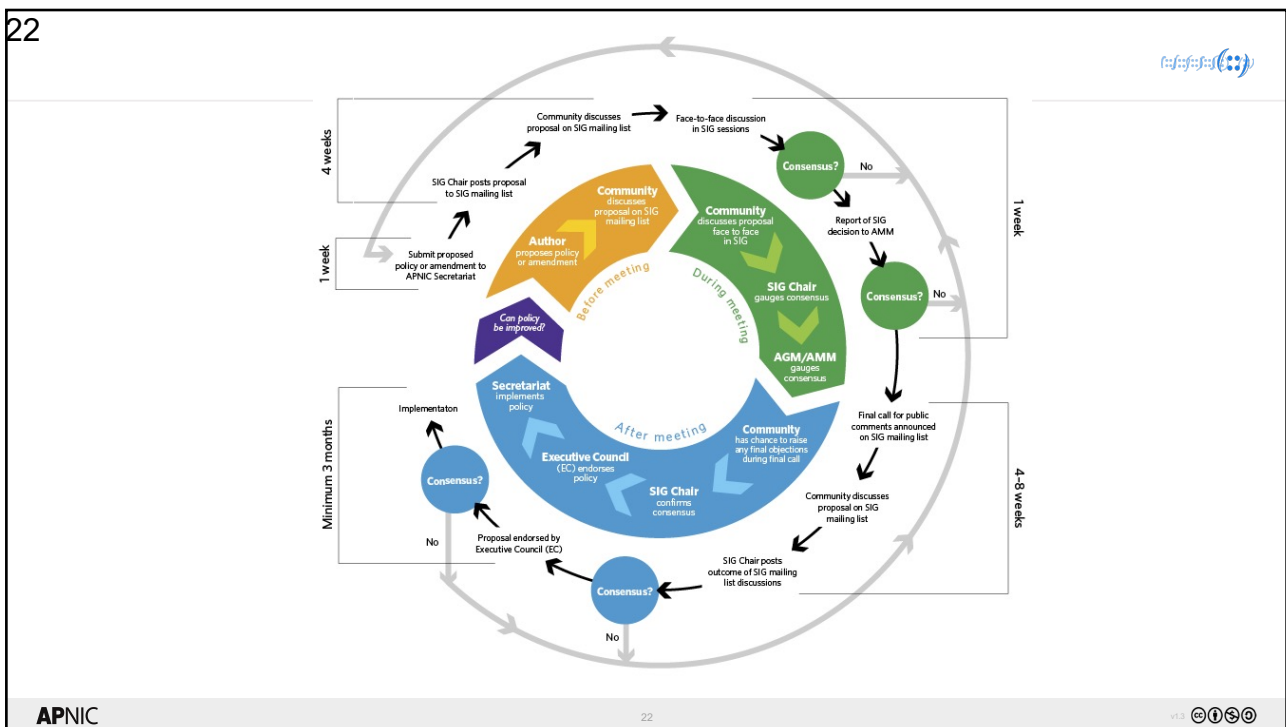 22
4 weeks
1 week
Community discusses
proposal on SIG mailing list
Face-to-face discussion
in SIG sessions
Consensus?
No
SIG Chair posts proposal
to SIG mailing list
Report of SIG
decision to AMM
1 week
Submit proposed
policy or amendment to
APNIC Secretariat
Consensus?
No
Community
discusses
proposal on SIG
mailing list
Author
proposes policy
or amendment
Before meeting
Community
discusses proposal
face to face
in SIG
SIG Chair
gauges consensus
AGM/AMM
gauges
consensus
During meeting
Can policy
be improved?
Secretariat
implements
policy
Executive Council
(EC) endorses
policy
SIG Chair
confirms
consensus
Community
has chance to raise
any final objections
during final call
After meeting
Final call for public
comments announced
on SIG mailing list
Community discusses
proposal on SIG
mailing list
4–8 weeks
SIG Chair posts
outcome of SIG mailing
list discussions
Consensus?
No
Proposal endorsed by
Executive Council (EC)
Consensus?
No
Implementaton
Minimum 3 months
APNIC
22
v1.3